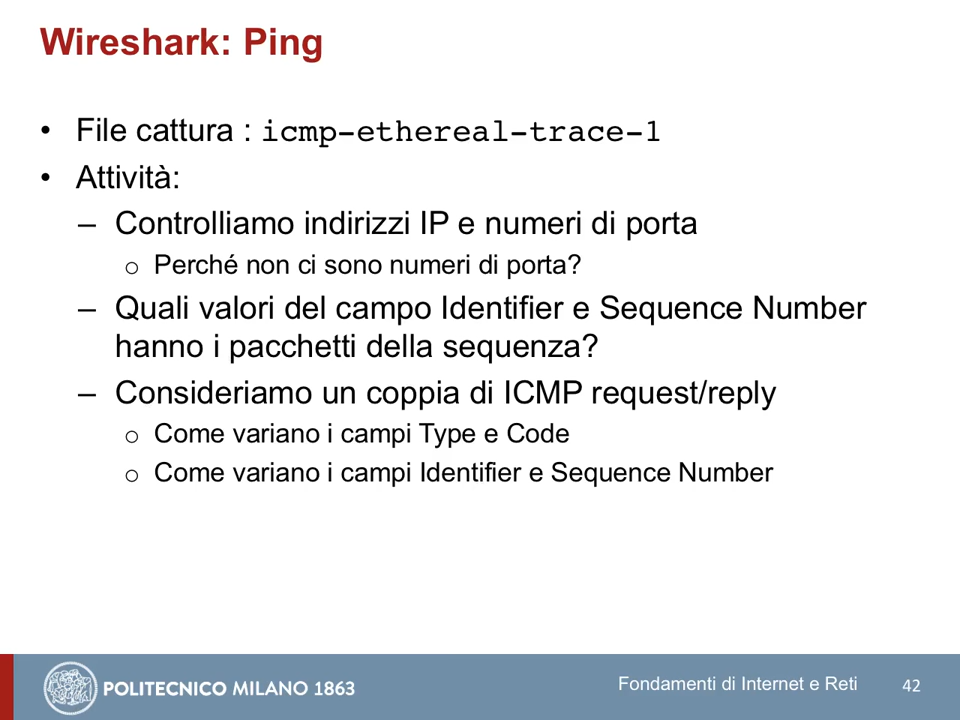 Wireshark: Ping
• File cattura : icmp-ethereal-trace-1
• Attività:
– Controlliamo indirizzi IP e numeri di porta
o Perché non ci sono numeri di porta?
– Quali valori del campo Identifier e Sequence Number
hanno i pacchetti della sequenza?
– Consideriamo un coppia di ICMP request/reply
o Come variano i campi Type e Code
o Come variano i campi Identifier e Sequence Number
POLITECNICO MILANO 1863
Fondamenti di Internet e Reti
42